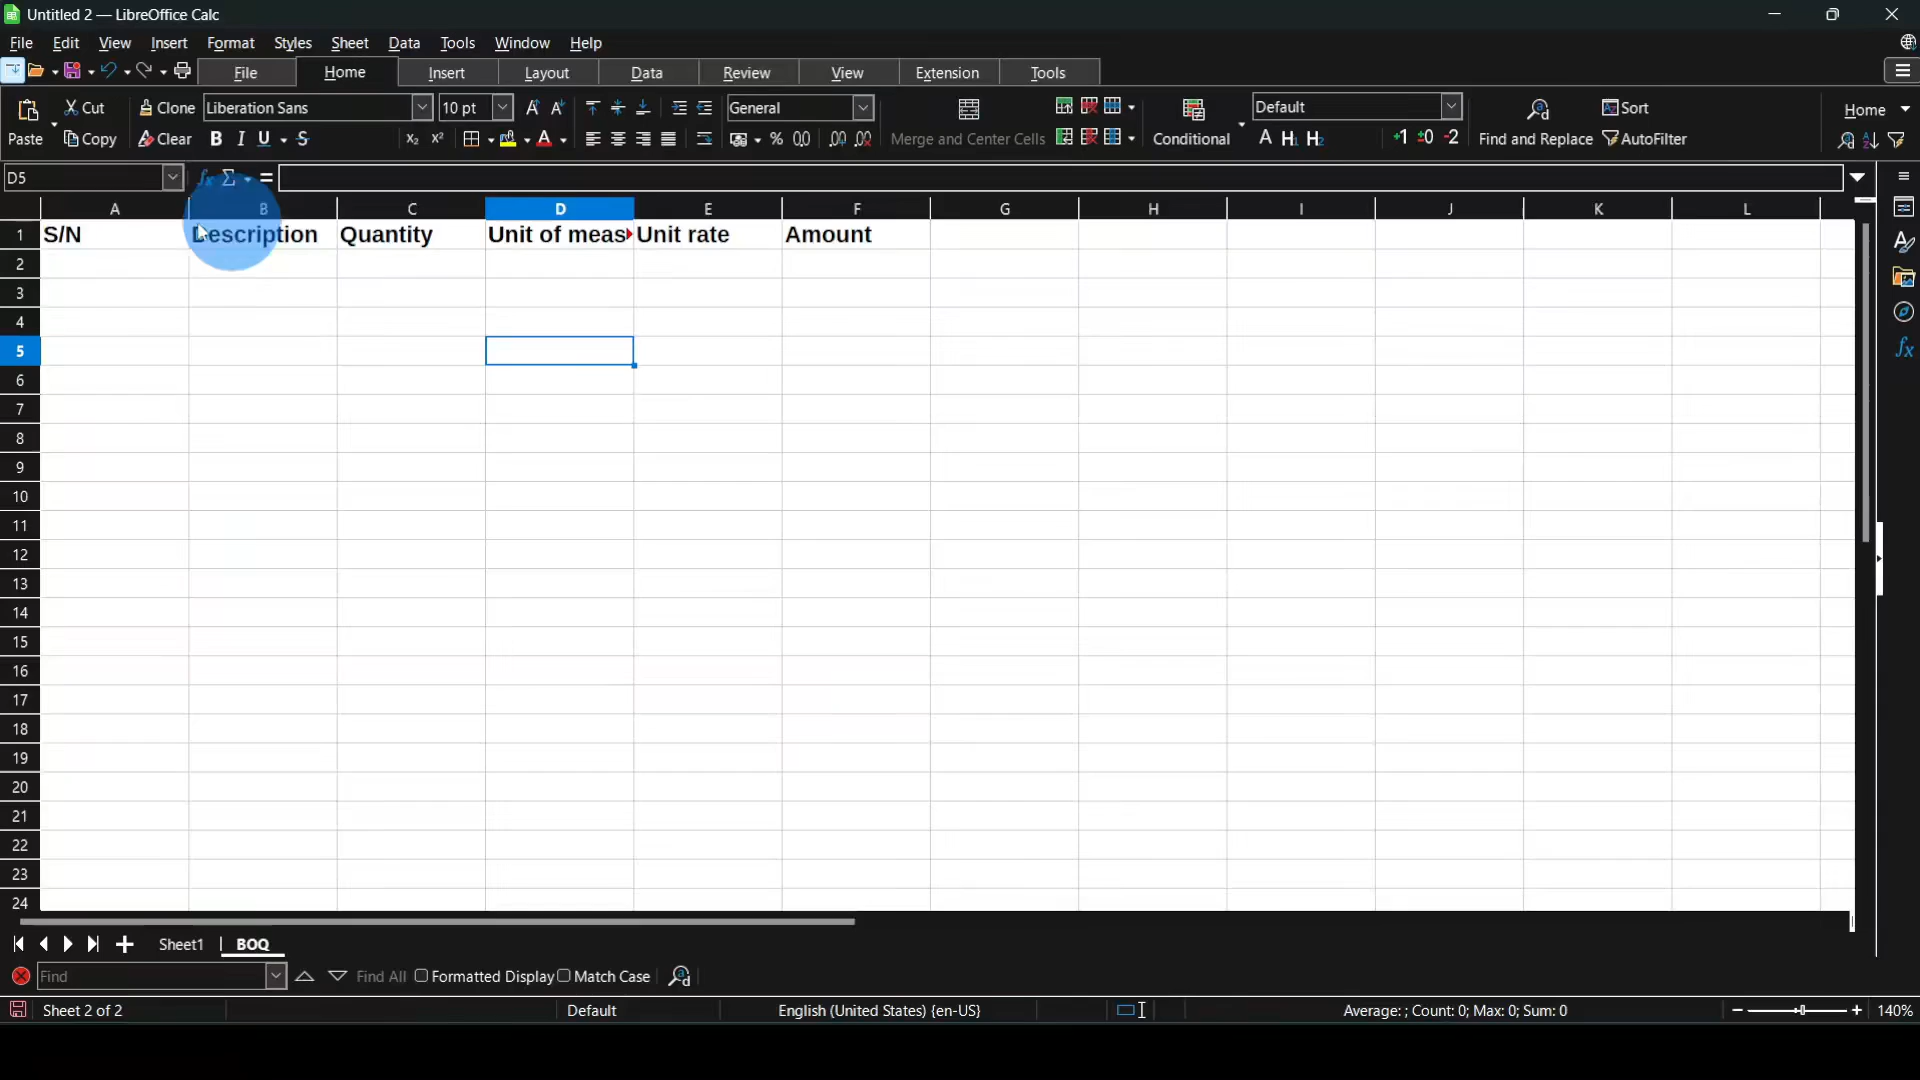 Untitled 2 — LibreOffice Calc
File Edit View Insert Format Styles Sheet Data Tools Window Help
File Home Insert Layout Data Review View Extension Tools
Paste Cut Clone Liberation Sans 10 pt General Merge and Center Cells Conditional Default Find and Replace Sort Home
Copy Clear B I U S AutoFilter
D5
A B C D E F G H I J K L
1 S/N Description Quantity Unit of meas Unit rate Amount
2
3
4
5
6
7
8
9
10
11
12
13
14
15
16
17
18
19
20
21
22
23
24
Sheet1 BOQ
Find Find All Formatted Display Match Case
Sheet 2 of 2 Default English (United States) {en-US} Average: ; Count: 0; Max: 0; Sum: 0 140%